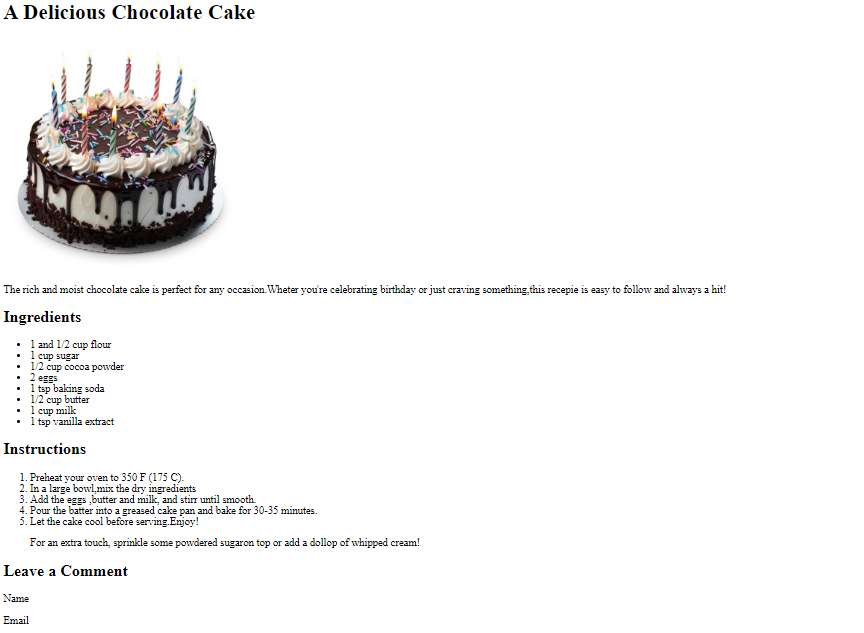 A Delicious Chocolate Cake
The rich and moist chocolate cake is perfect for any occasion.Wheter you're celebrating birthday or just craving something,this recepie is easy to follow and always a hit!
Ingredients
• 1 and 1/2 cup flour
• 1 cup sugar
• 1/2 cup cocoa powder
• 2 eggs
• 1 tsp baking soda
• 1/2 cup butter
• 1 cup milk
• 1 tsp vanilla extract
Instructions
1. Preheat your oven to 350 F (175 C).
2. In a large bowl,mix the dry ingredients
3. Add the eggs ,butter and milk, and stirr until smooth.
4. Pour the batter into a greased cake pan and bake for 30-35 minutes.
5. Let the cake cool before serving.Enjoy!
For an extra touch, sprinkle some powdered sugaron top or add a dollop of whipped cream!
Leave a Comment
Name
Email